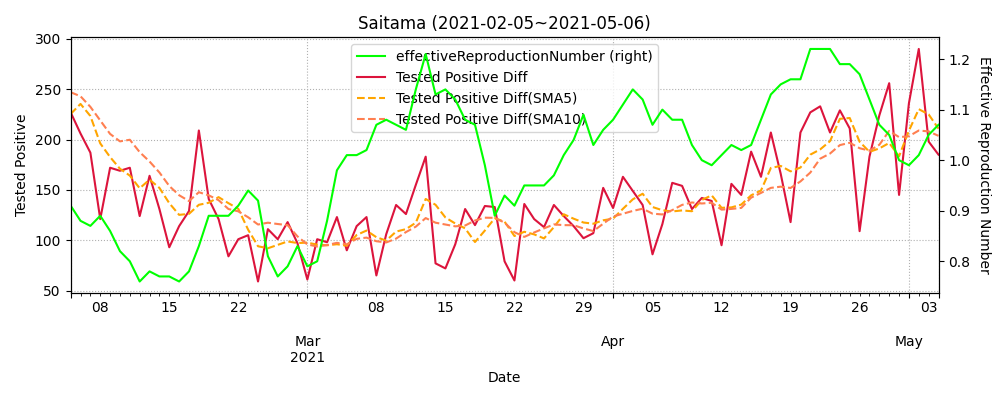 Saitama (2021-02-05~2021-05-06)
effectiveReproductionNumber (right)
Tested Positive Diff
Tested Positive Diff(SMA5)
Tested Positive Diff(SMA10)
Tested Positive
300
250
200
150
100
50
1.2
1.1
1.0
0.9
0.8
Effective Reproduction Number
08 15 22 08 15 22 29 05 12 19 26 03
Mar Apr May
2021
Date